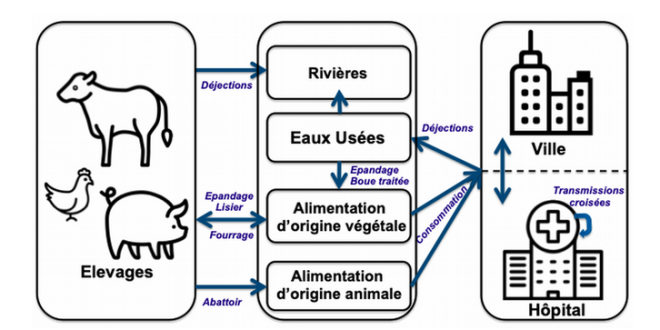 Elevages
Déjections
Epandage
Lisier
Fourrage
Abattoir
Rivières
Eaux Usées
Epandage
Boue traitée
Alimentation
d'origine végétale
Alimentation
d'origine animale
Déjections
Consommation
Ville
Transmissions
croisées
Hôpital